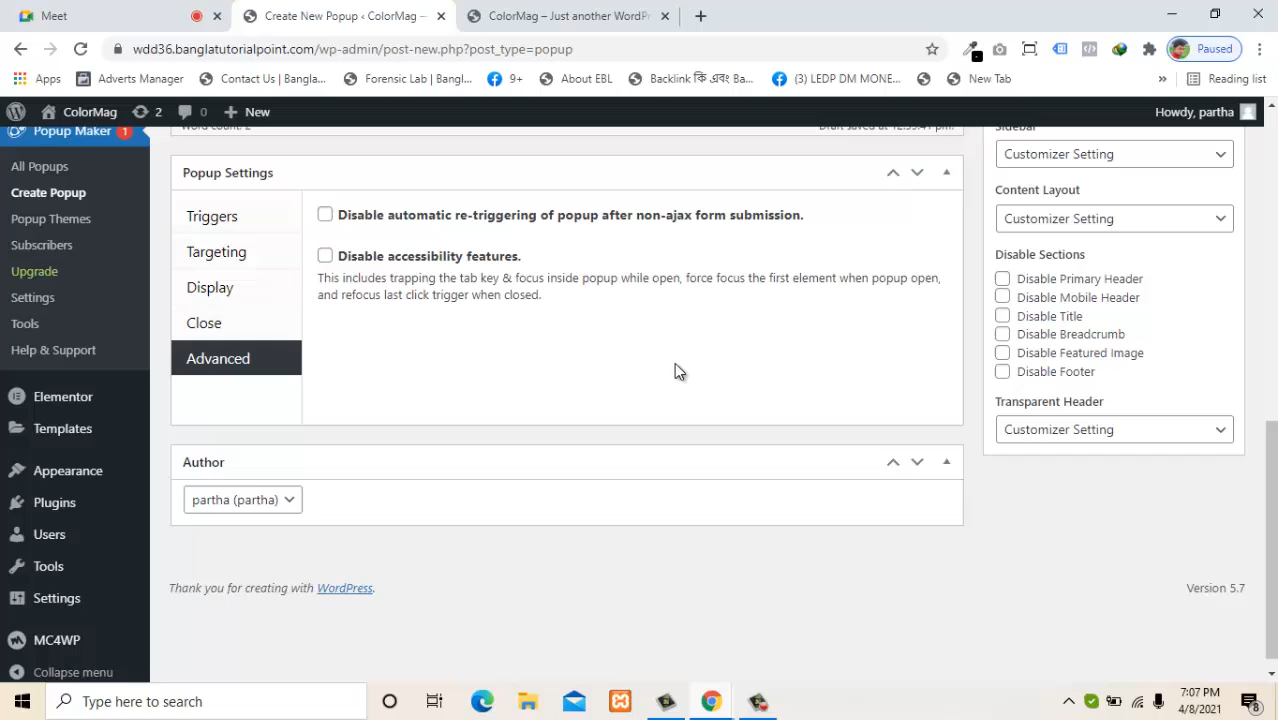 Meet
Create New Popup ‹ ColorMag —
ColorMag – Just another WordPr
wdd36.banglatutorialpoint.com/wp-admin/post-new.php?post_type=popup
Paused
Apps
Adverts Manager
Contact Us | Bangla...
Forensic Lab | Bangl...
About EBL
(3) LEDP DM MONE...
New Tab
»
Reading list
ColorMag
2
0
New
Howdy, partha
Popup Maker 1
All Popups
Create Popup
Popup Themes
Subscribers
Upgrade
Settings
Tools
Help & Support
Elementor
Templates
Appearance
Plugins
Users
Tools
Settings
MC4WP
Collapse menu
Popup Settings
Triggers
Targeting
Display
Close
Advanced
Disable automatic re-triggering of popup after non-ajax form submission.
Disable accessibility features.
This includes trapping the tab key & focus inside popup while open, force focus the first element when popup open,
and refocus last click trigger when closed.
Author
partha (partha)
Thank you for creating with WordPress.
Version 5.7
Sidebar
Customizer Setting
Content Layout
Customizer Setting
Disable Sections
Disable Primary Header
Disable Mobile Header
Disable Title
Disable Breadcrumb
Disable Featured Image
Disable Footer
Transparent Header
Customizer Setting
Type here to search
7:07 PM
4/8/2021
8